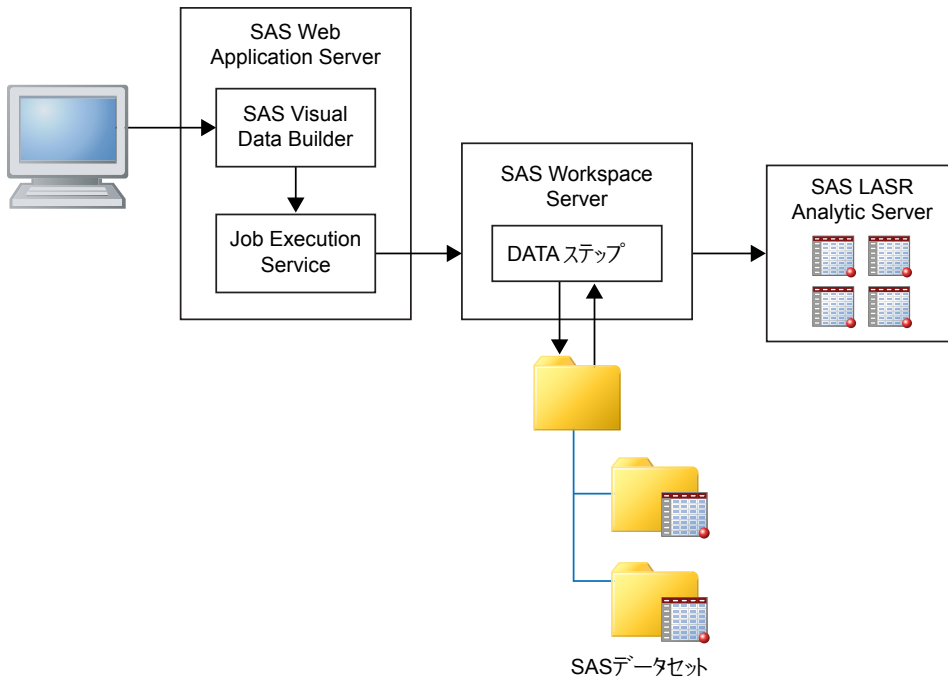 SAS Web
Application Server
SAS Visual
Data Builder
Job Execution
Service
SAS Workspace
Server
DATA ステップ
SAS LASR
Analytic Server
SASデータセット